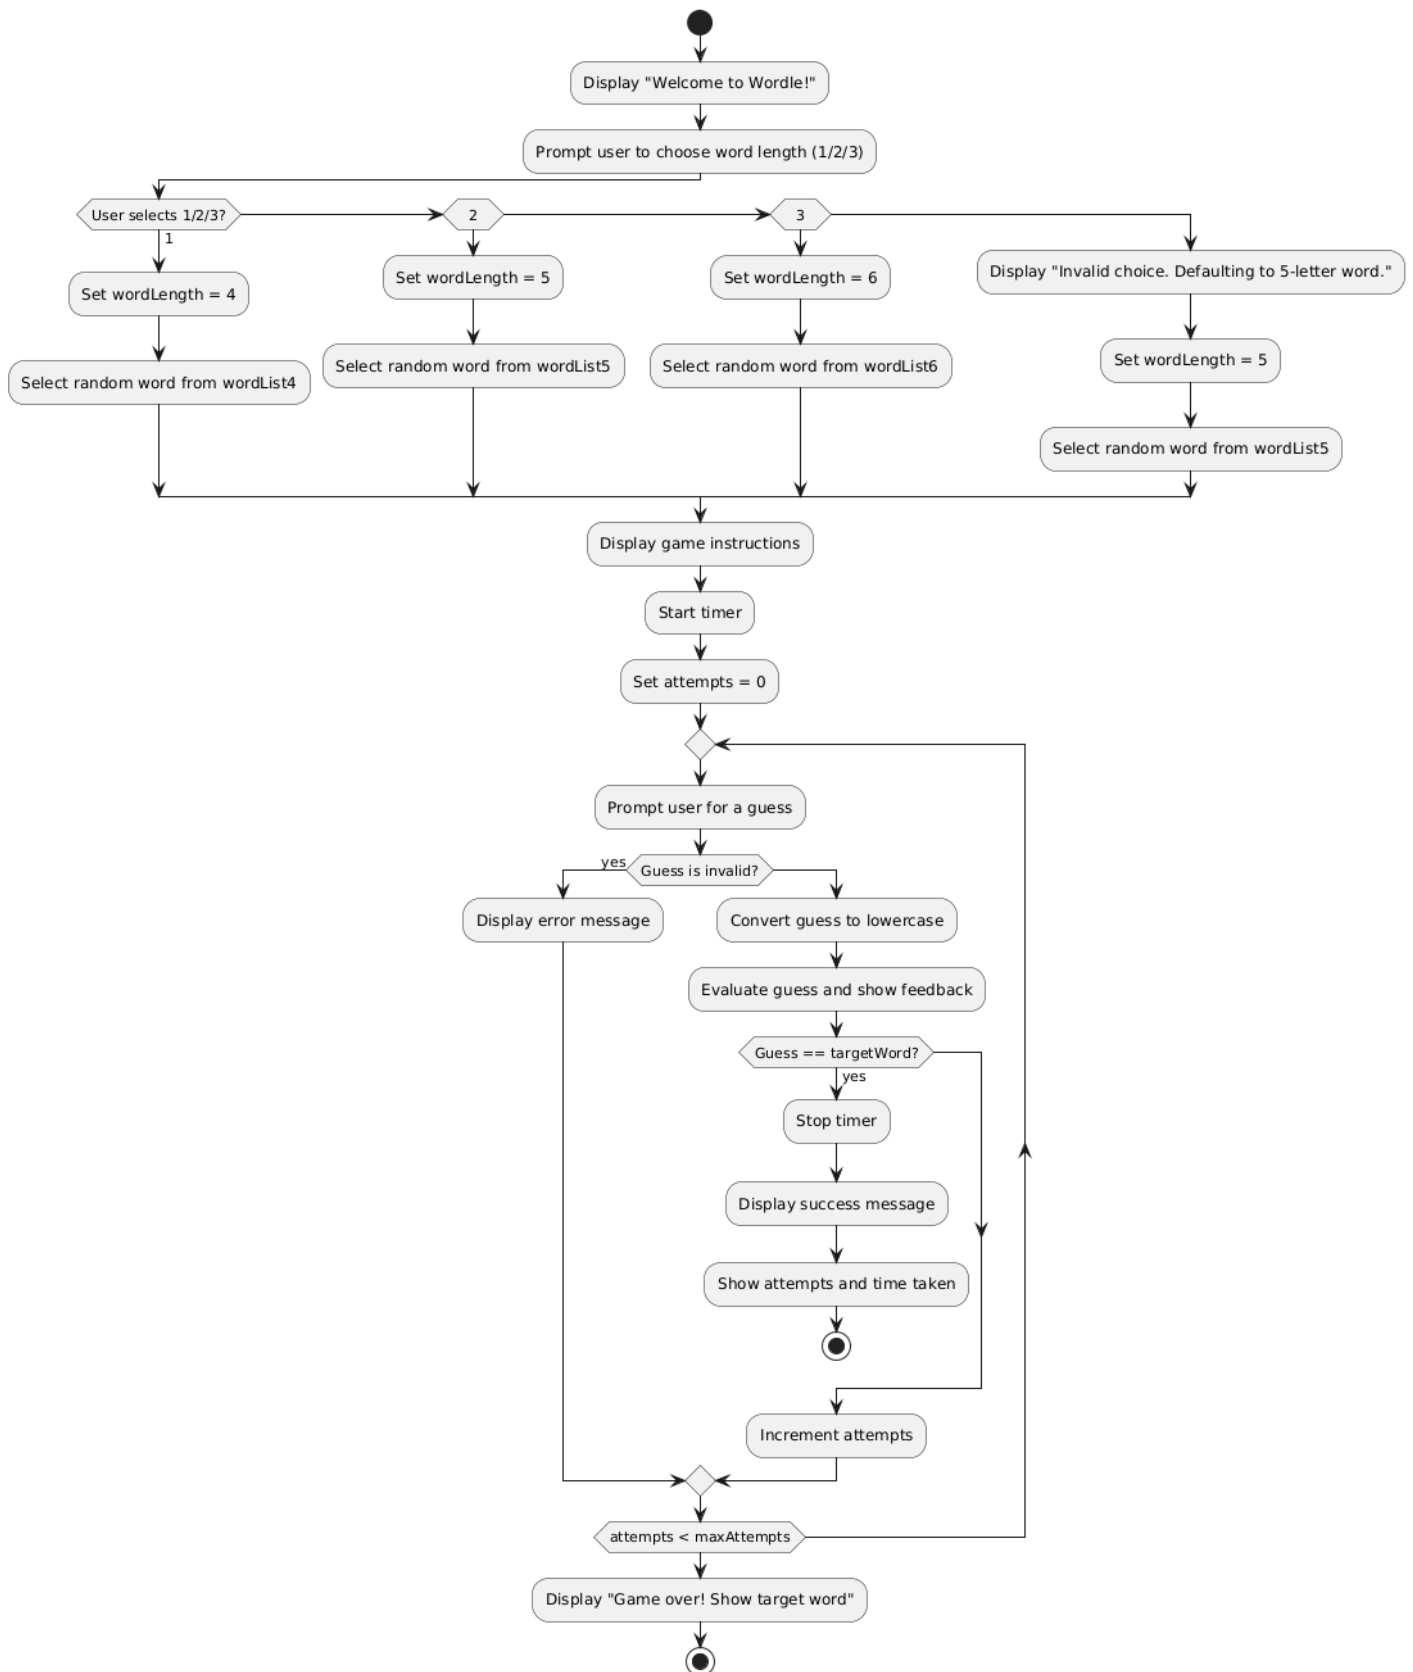 Display "Welcome to Wordle!"
Prompt user to choose word length (1/2/3)
User selects 1/2/3?
1
Set wordLength = 4
Select random word from wordList4
2
Set wordLength = 5
Select random word from wordList5
3
Set wordLength = 6
Select random word from wordList6
Display "Invalid choice. Defaulting to 5-letter word."
Set wordLength = 5
Select random word from wordList5
Display game instructions
Start timer
Set attempts = 0
Prompt user for a guess
Guess is invalid?
yes
Display error message
Convert guess to lowercase
Evaluate guess and show feedback
Guess == targetWord?
yes
Stop timer
Display success message
Show attempts and time taken
Increment attempts
attempts < maxAttempts
Display "Game over! Show target word"